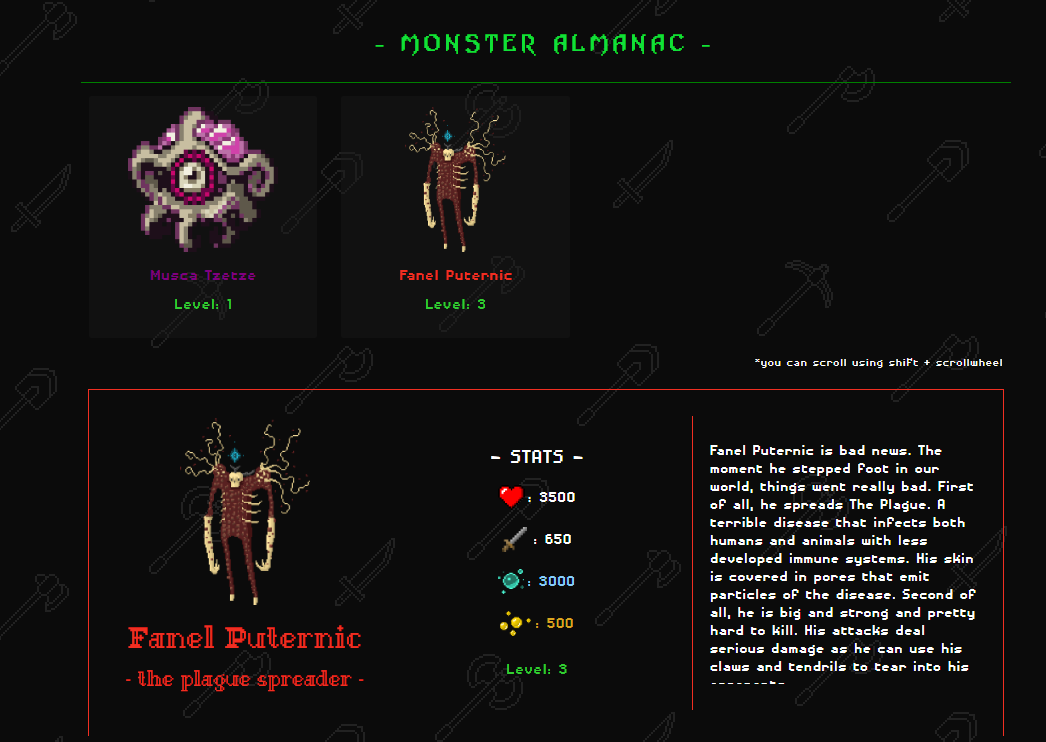 - MONSTER ALMANAC -
Musca Tzetze
Level: 1
Fanel Puternic
Level: 3
*you can scroll using shift + scrollwheel
Fanel Puternic
- the plague spreader -
- STATS -
: 3500
: 650
: 3000
: 500
Level: 3
Fanel Puternic is bad news. The
moment he stepped foot in our
world, things went really bad. First
of all, he spreads The Plague. A
terrible disease that infects both
humans and animals with less
developed immune systems. His skin
is covered in pores that emit
particles of the disease. Second of
all, he is big and strong and pretty
hard to kill. His attacks deal
serious damage as he can use his
claws and tendrils to tear into his